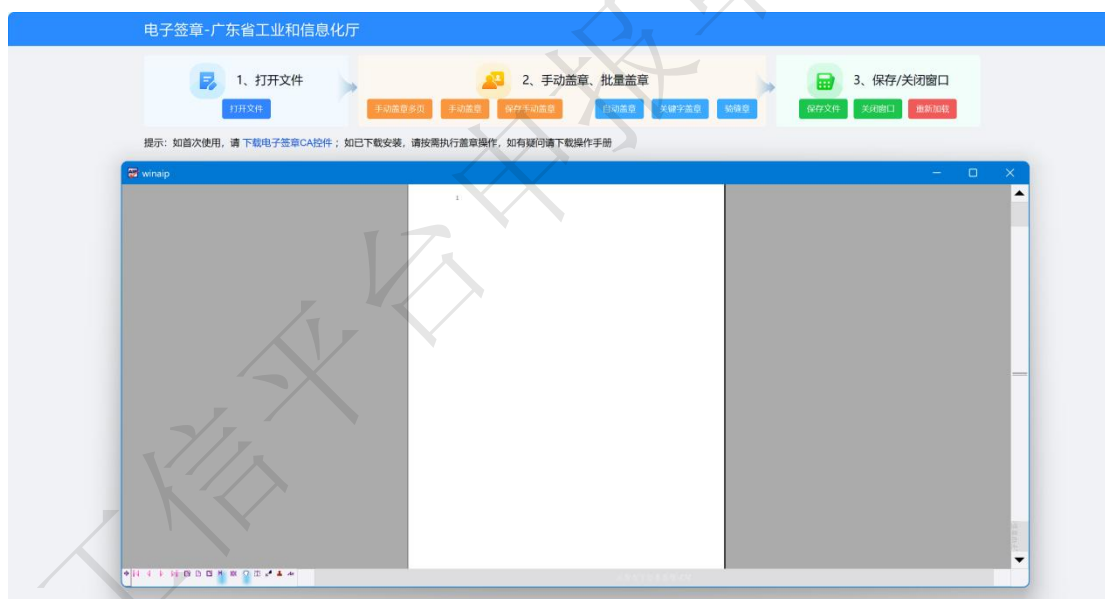 电子签章-广东省工业和信息化厅
1、打开文件
2、手动盖章、批量盖章
3、保存/关闭窗口
打开文件
手动盖章多页
手动盖章
保存手动盖章
自动盖章
关键字盖章
骑缝章
保存文件
关闭窗口
重新加载
提示：如首次使用，请 下载电子签章CA控件 ；如已下载安装，请按需执行盖章操作，如有疑问请下载操作手册
winaip
工信平台申报